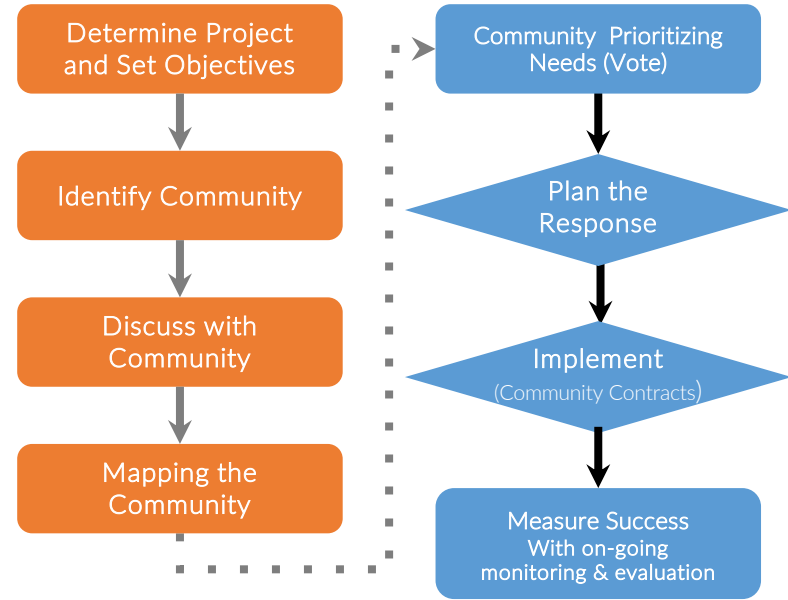 Determine Project
and Set Objectives
Identify Community
Discuss with
Community
Mapping the
Community
Community Prioritizing
Needs (Vote)
Plan the
Response
Implement
(Community Contracts)
Measure Success
With on-going
monitoring & evaluation